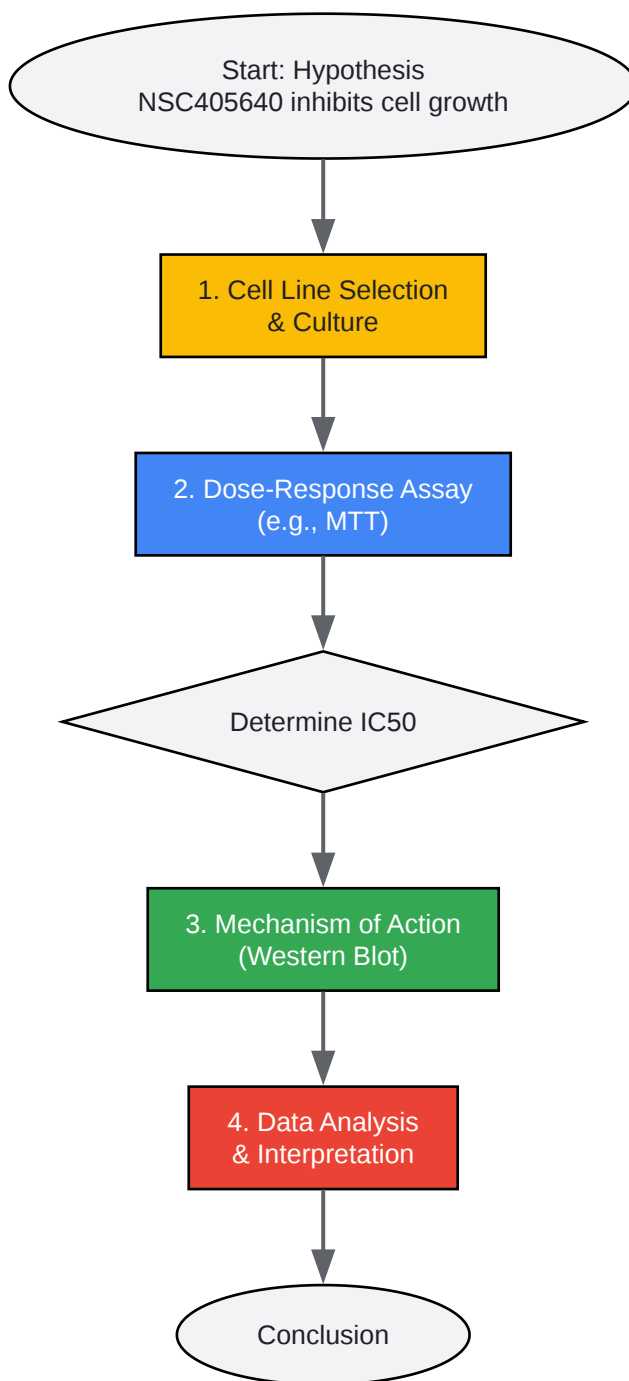 Start: Hypothesis
NSC405640 inhibits cell growth
1. Cell Line Selection
& Culture
2. Dose-Response Assay
(e.g., MTT)
Determine IC50
3. Mechanism of Action
(Western Blot)
4. Data Analysis
& Interpretation
Conclusion